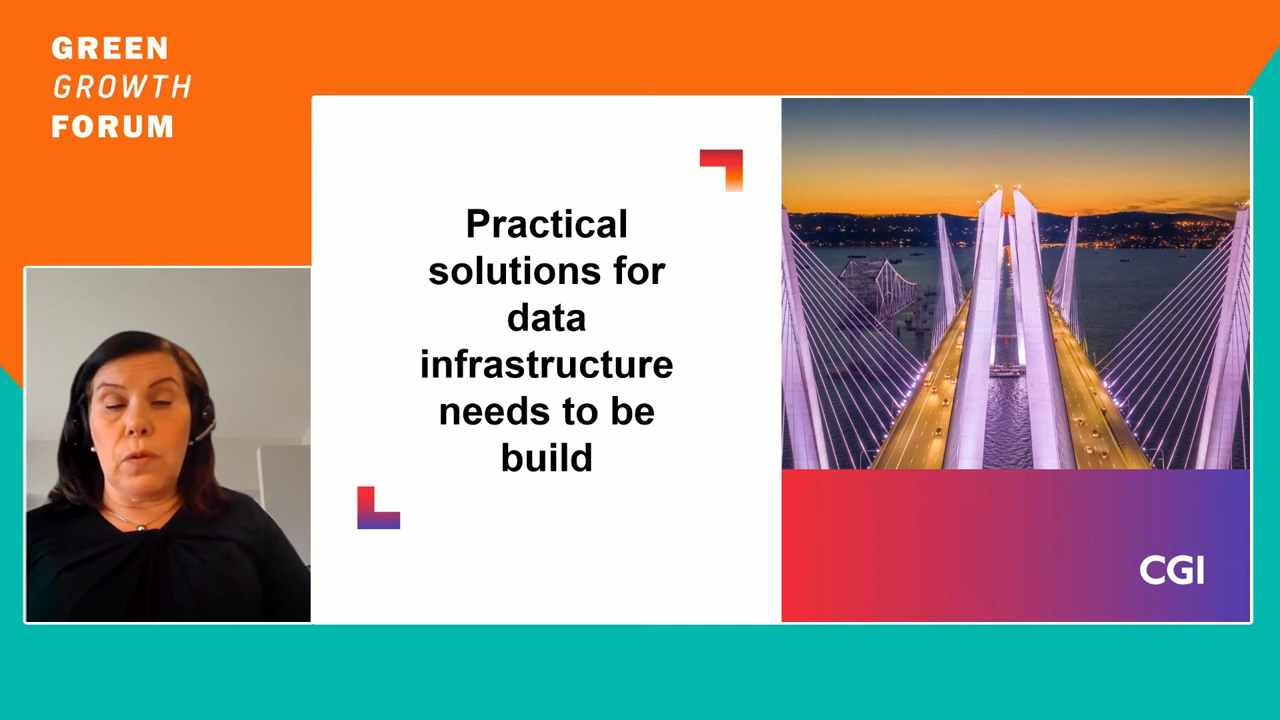 GREEN
GROWTH
FORUM
Practical
solutions for
data
infrastructure
needs to be
build
CGI